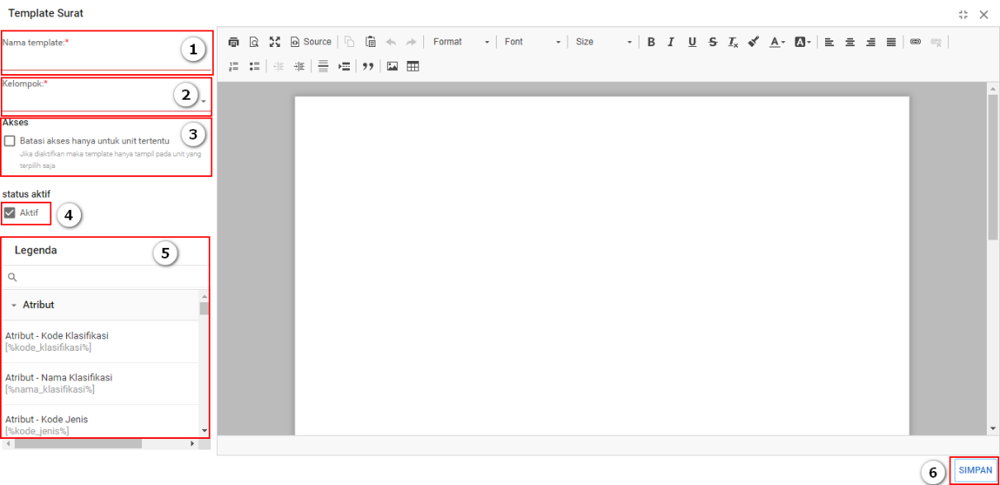 Template Surat
Nama template:*
1
Source
Format
Font
Size
B I U S Ix A A
Kelompok:*
2
Akses
3
Batasi akses hanya untuk unit tertentu
Jika diaktifkan maka template hanya tampil pada unit yang
terpilih saja
status aktif
Aktif
4
Legenda
5
Atribut
Atribut - Kode Klasifikasi
[%kode_klasifikasi%]
Atribut - Nama Klasifikasi
[%nama_klasifikasi%]
Atribut - Kode Jenis
[%kode_jenis%]
6
SIMPAN